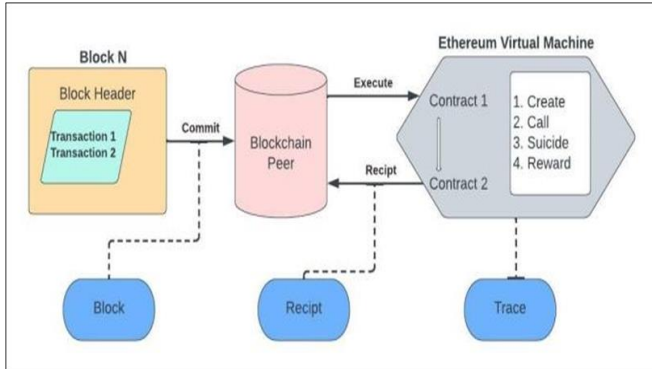 Block N
Block Header
Transaction 1
Transaction 2
Commit
Blockchain
Peer
Execute
Recipt
Ethereum Virtual Machine
Contract 1
Contract 2
1. Create
2. Call
3. Suicide
4. Reward
Block
Recipt
Trace